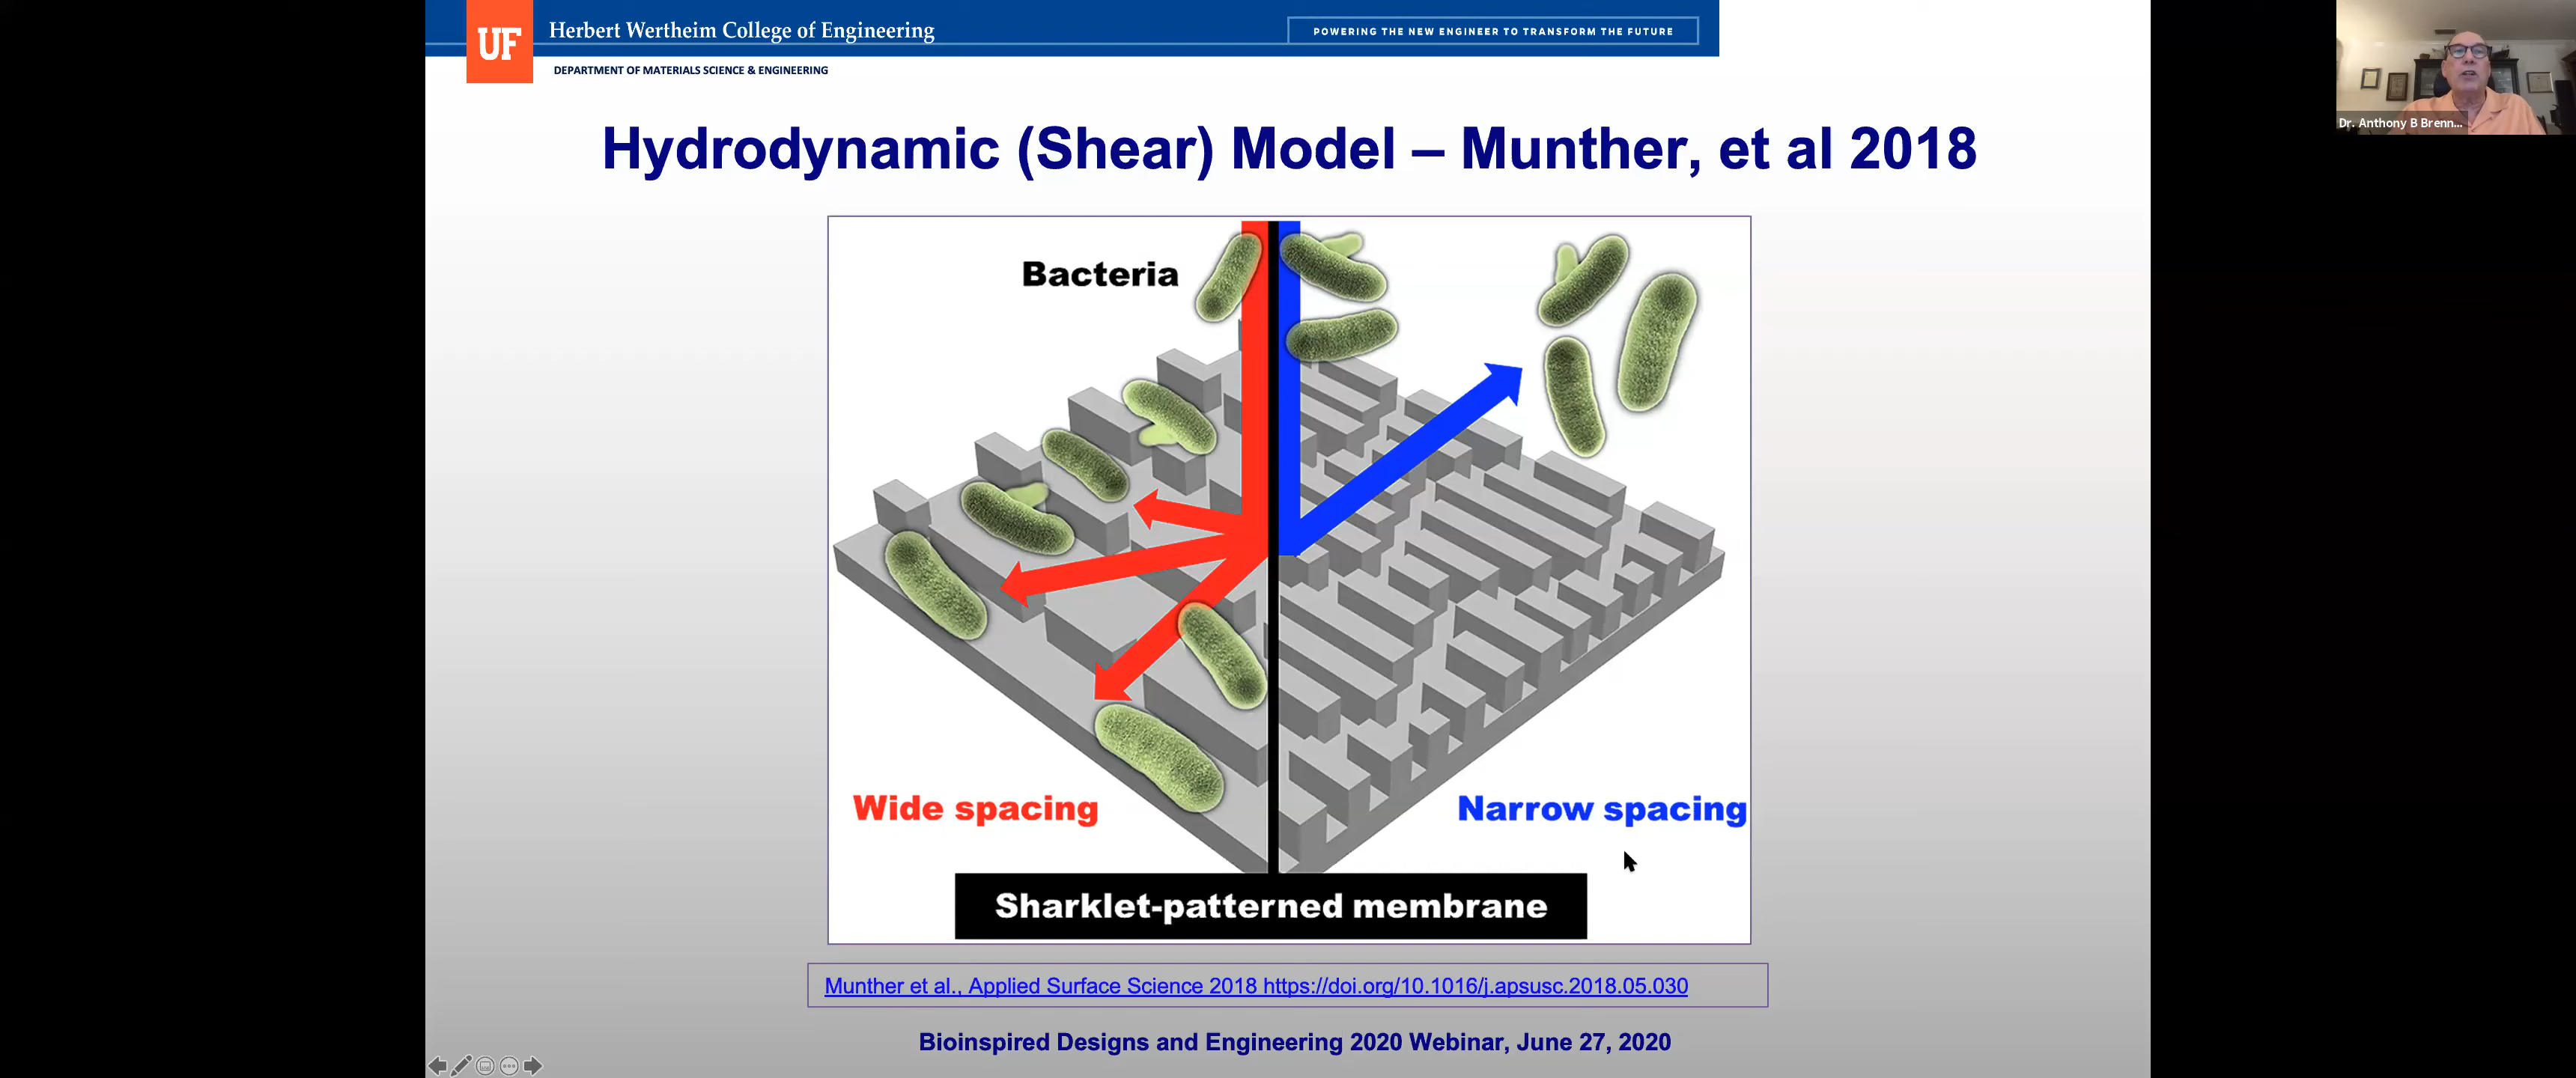 UF
Herbert Wertheim College of Engineering
POWERING THE NEW ENGINEER TO TRANSFORM THE FUTURE
DEPARTMENT OF MATERIALS SCIENCE & ENGINEERING
Dr. Anthony B Brenn...
Hydrodynamic (Shear) Model – Munther, et al 2018
Bacteria
Wide spacing
Narrow spacing
Sharklet-patterned membrane
Munther et al., Applied Surface Science 2018 https://doi.org/10.1016/j.apsusc.2018.05.030
Bioinspired Designs and Engineering 2020 Webinar, June 27, 2020